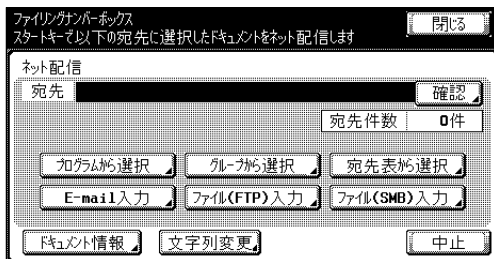 ファイリングナンバーボックス
スタートキーで以下の宛先に選択したドキュメントをネット配信します
閉じる
ネット配信
宛先
確認
宛先件数 0件
プログラムから選択 グループから選択 宛先表から選択
E-mail入力 ファイル(FTP)入力 ファイル(SMB)入力
ドキュメント情報 文字列変更 中止